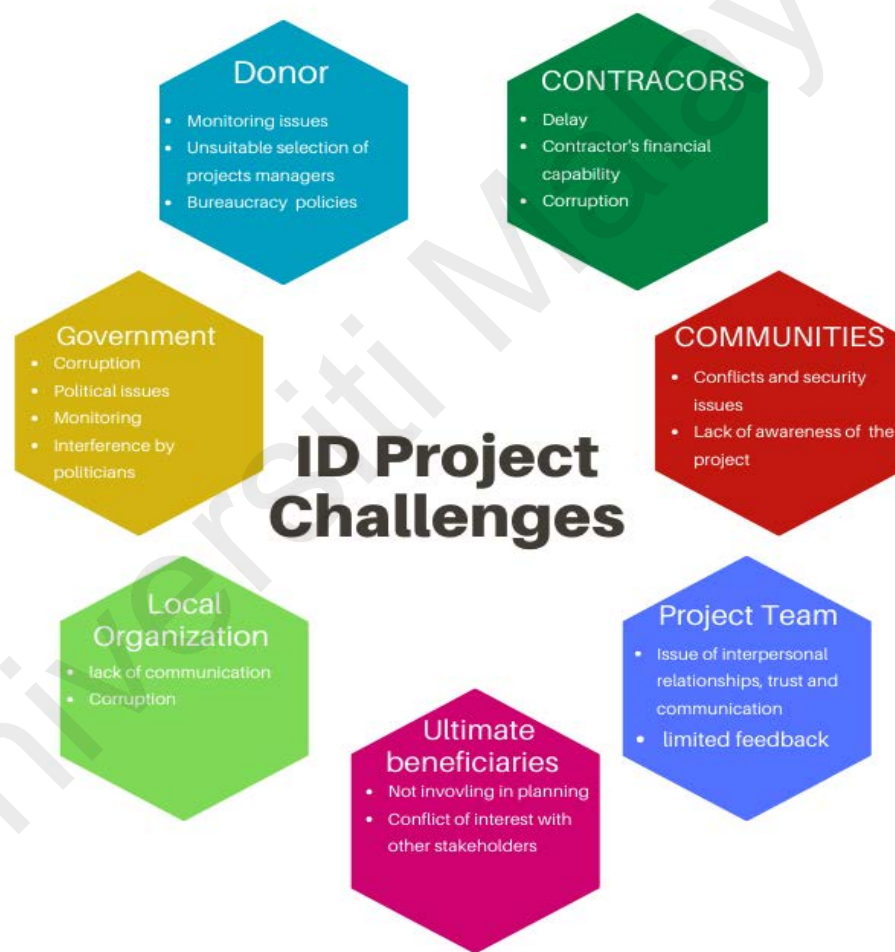 Donor
• Monitoring issues
• Unsuitable selection of
projects managers
• Bureaucracy policies
CONTRACORS
• Delay
• Contractor's financial
capability
• Corruption
Government
• Corruption
• Political issues
• Monitoring
• Interference by
politicians
COMMUNITIES
• Conflicts and security
issues
• Lack of awareness of the
project
ID Project
Challenges
Local
Organization
• lack of communication
• Corruption
Project Team
• Issue of interpersonal
relationships, trust and
communication
• limited feedback
Ultimate
beneficiaries
• Not invovling in planning
• Conflict of interest with
other stakeholders
niversiti Malay